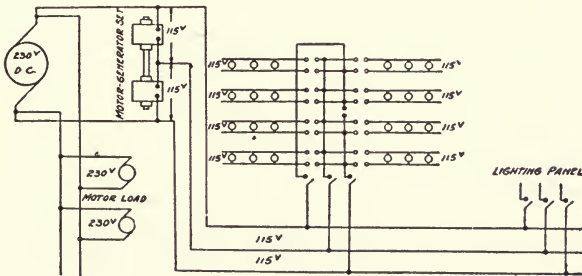 230V
D.C.
MOTOR-GENERATOR SET
115V
115V
230V
MOTOR LOAD
230V
115V
115V
115V
115V
115V
115V
115V
115V
LIGHTING PANEL
115V
115V